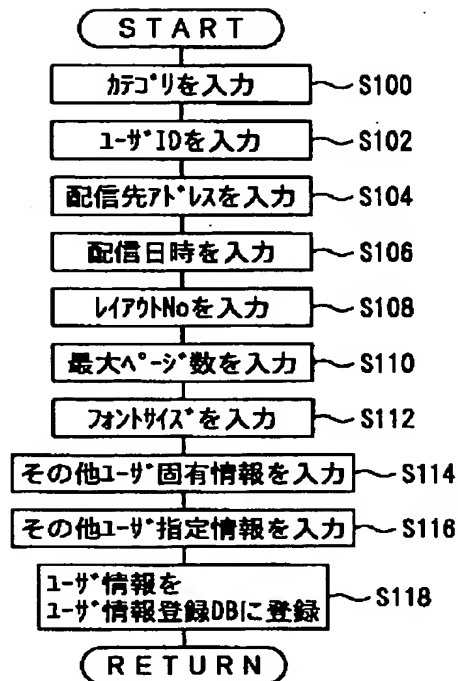 START
ｶﾃｺﾞﾘを入力 ～S100
ﾕｰｻﾞIDを入力 ～S102
配信先ｱﾄﾞﾚｽを入力 ～S104
配信日時を入力 ～S106
ﾚｲｱｳﾄNoを入力 ～S108
最大ﾍﾟｰｼﾞ数を入力 ～S110
ﾌｫﾝﾄｻｲｽﾞを入力 ～S112
その他ﾕｰｻﾞ固有情報を入力 ～S114
その他ﾕｰｻﾞ指定情報を入力 ～S116
ﾕｰｻﾞ情報を
ﾕｰｻﾞ情報登録DBに登録 ～S118
RETURN